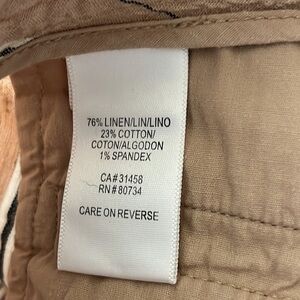 76% LINEN/LIN/LINO
23% COTTON/
COTON/ALGODON
1% SPANDEX
CA#31458
RN#80734
CARE ON REVERSE